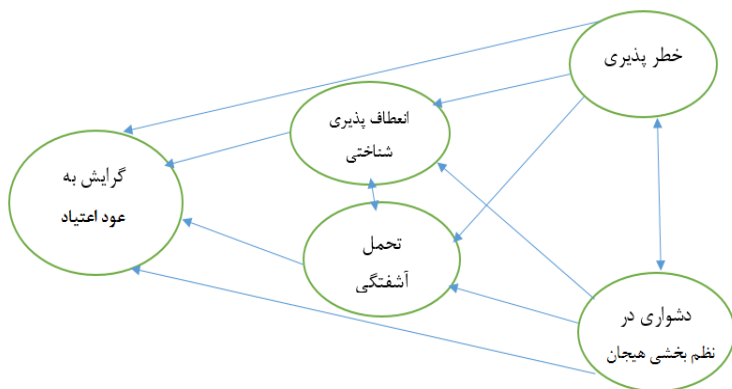 خطر پذیری
انعطاف پذیری
شناختی
گرایش به
عود اعتیاد
تحمل
آشفتگی
دشواری در
نظم بخشی هیجان